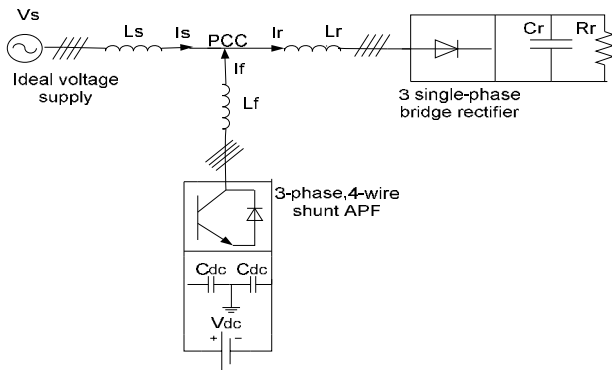 Vs
Ls
Is
PCC
Ir
Lr
Cr
Rr
Ideal voltage
supply
If
Lf
3 single-phase
bridge rectifier
3-phase,4-wire
shunt APF
Cdc
Cdc
Vdc
+
−